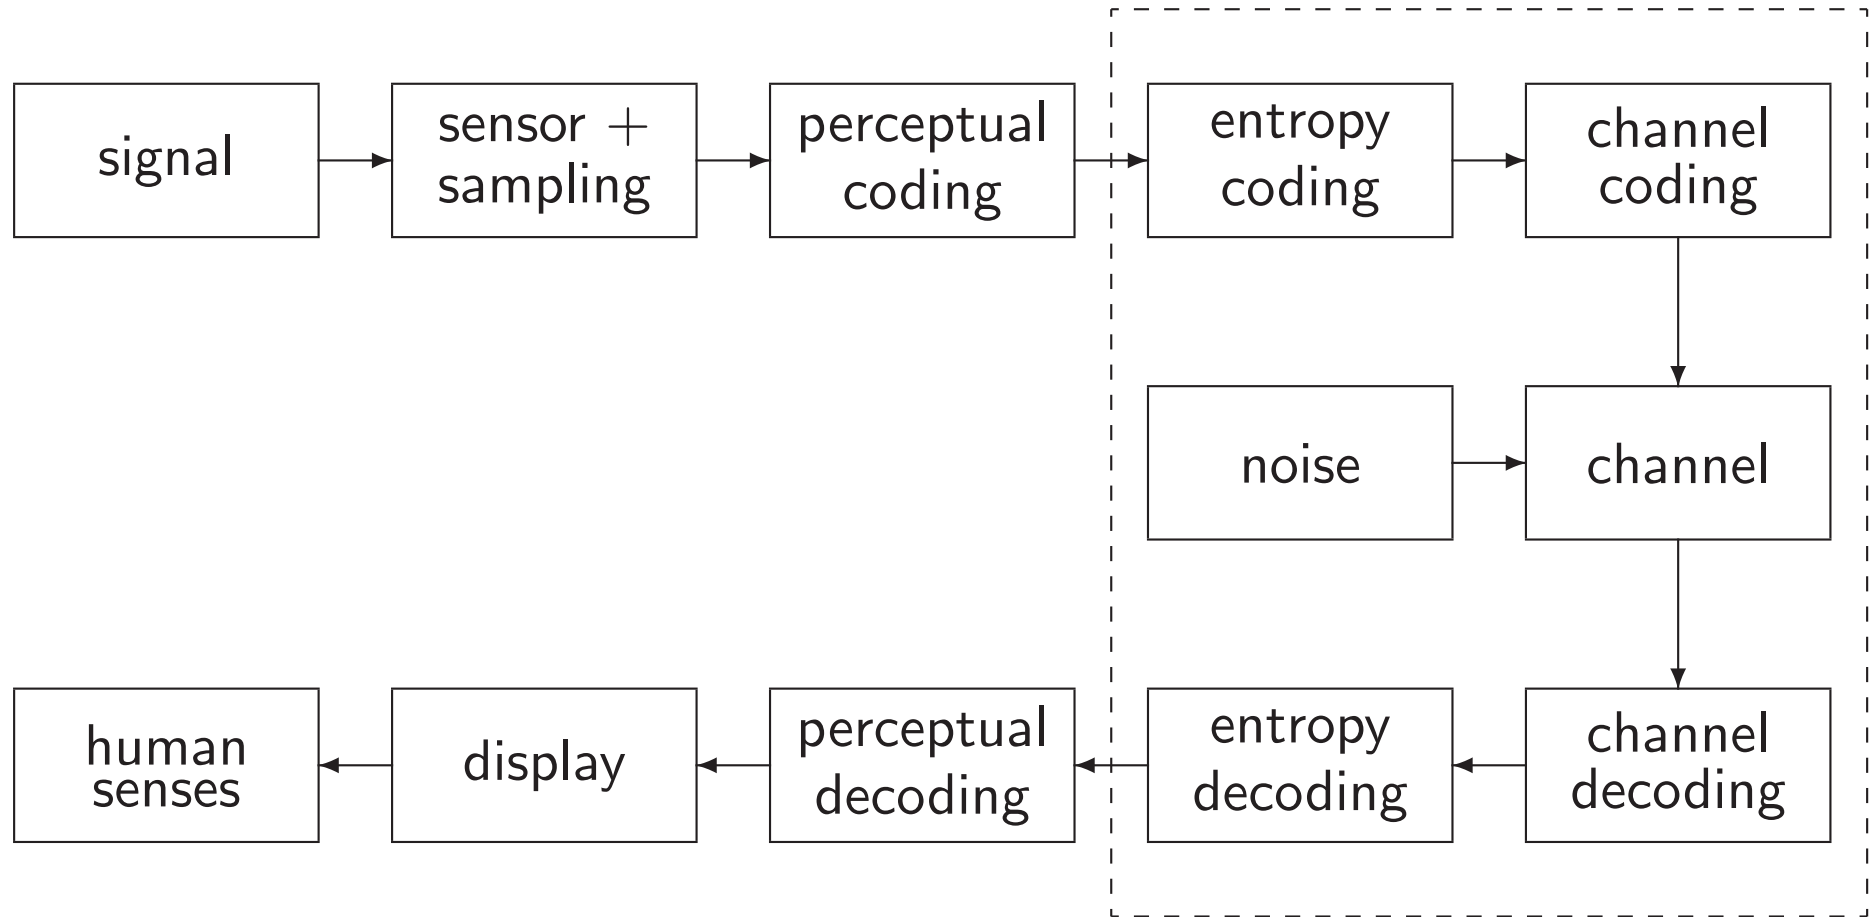 signal
sensor +
sampling
perceptual
coding
entropy
coding
channel
coding
noise
channel
human
senses
display
perceptual
decoding
entropy
decoding
channel
decoding